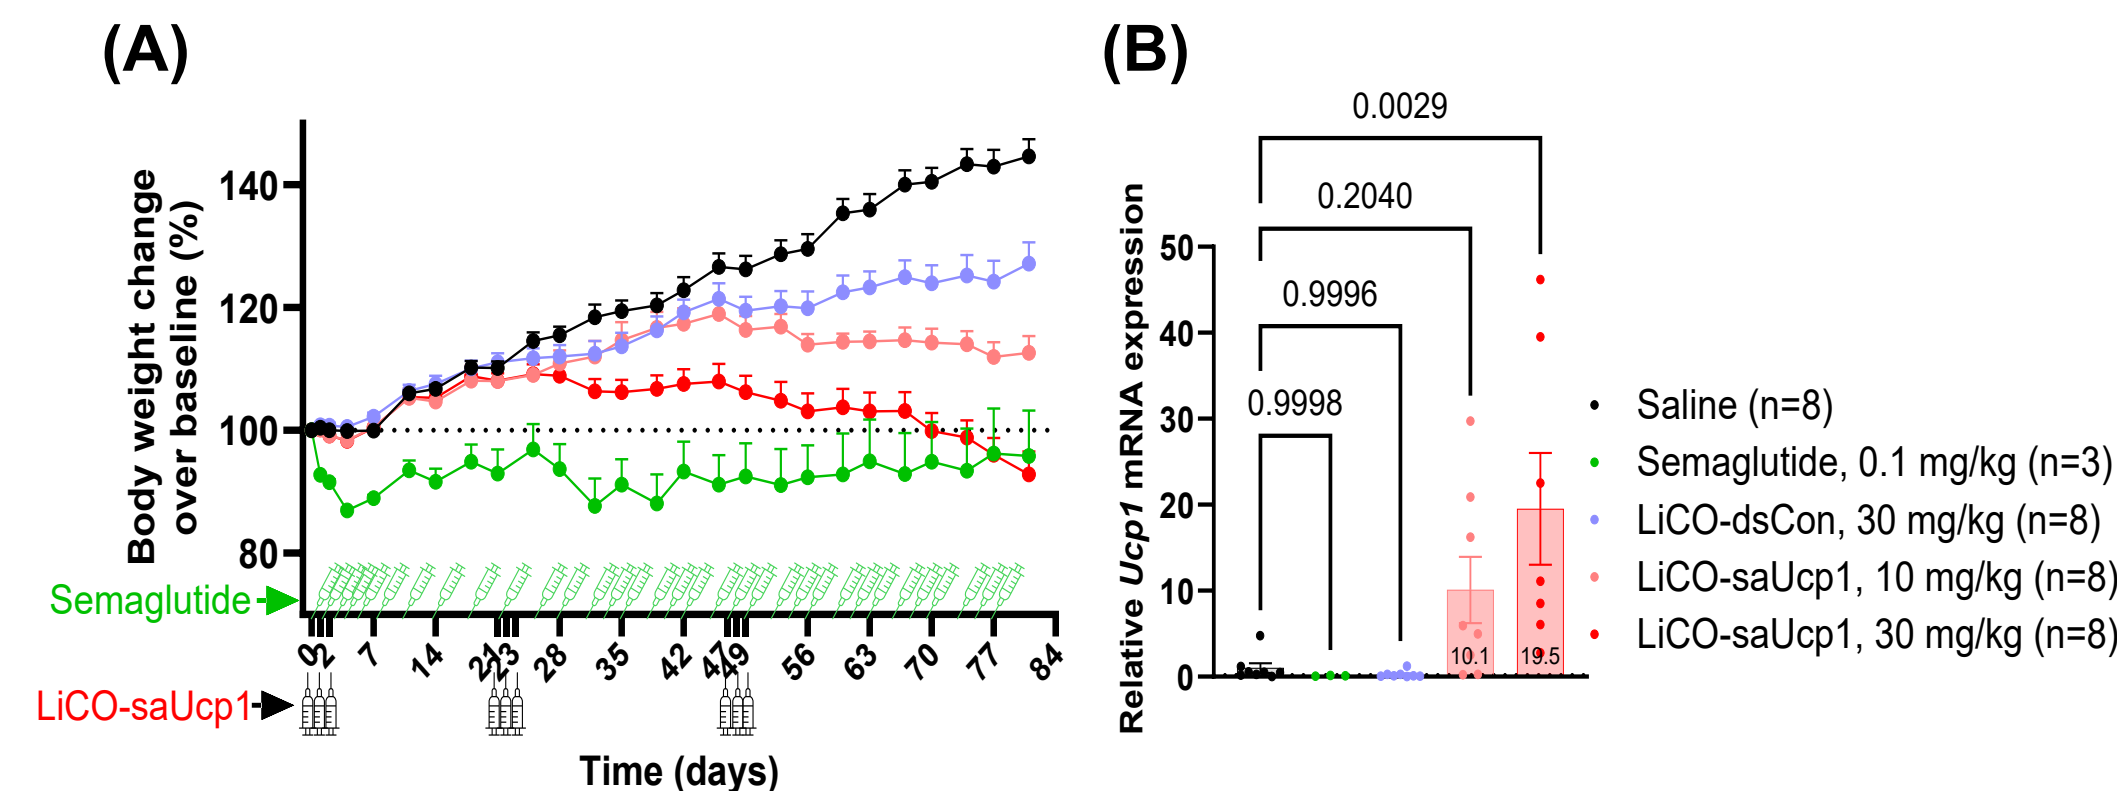 (A)
Body weight change
over baseline (%)
140
120
100
80
Semaglutide
0 2 7 14 21 23 28 35 42 47 49 56 63 70 77 84
LiCO-saUcp1
Time (days)
(B)
Relative Ucp1 mRNA expression
0.0029
0.2040
0.9996
0.9998
50
40
30
20
10
0
10.1 19.5
Saline (n=8)
Semaglutide, 0.1 mg/kg (n=3)
LiCO-dsCon, 30 mg/kg (n=8)
LiCO-saUcp1, 10 mg/kg (n=8)
LiCO-saUcp1, 30 mg/kg (n=8)